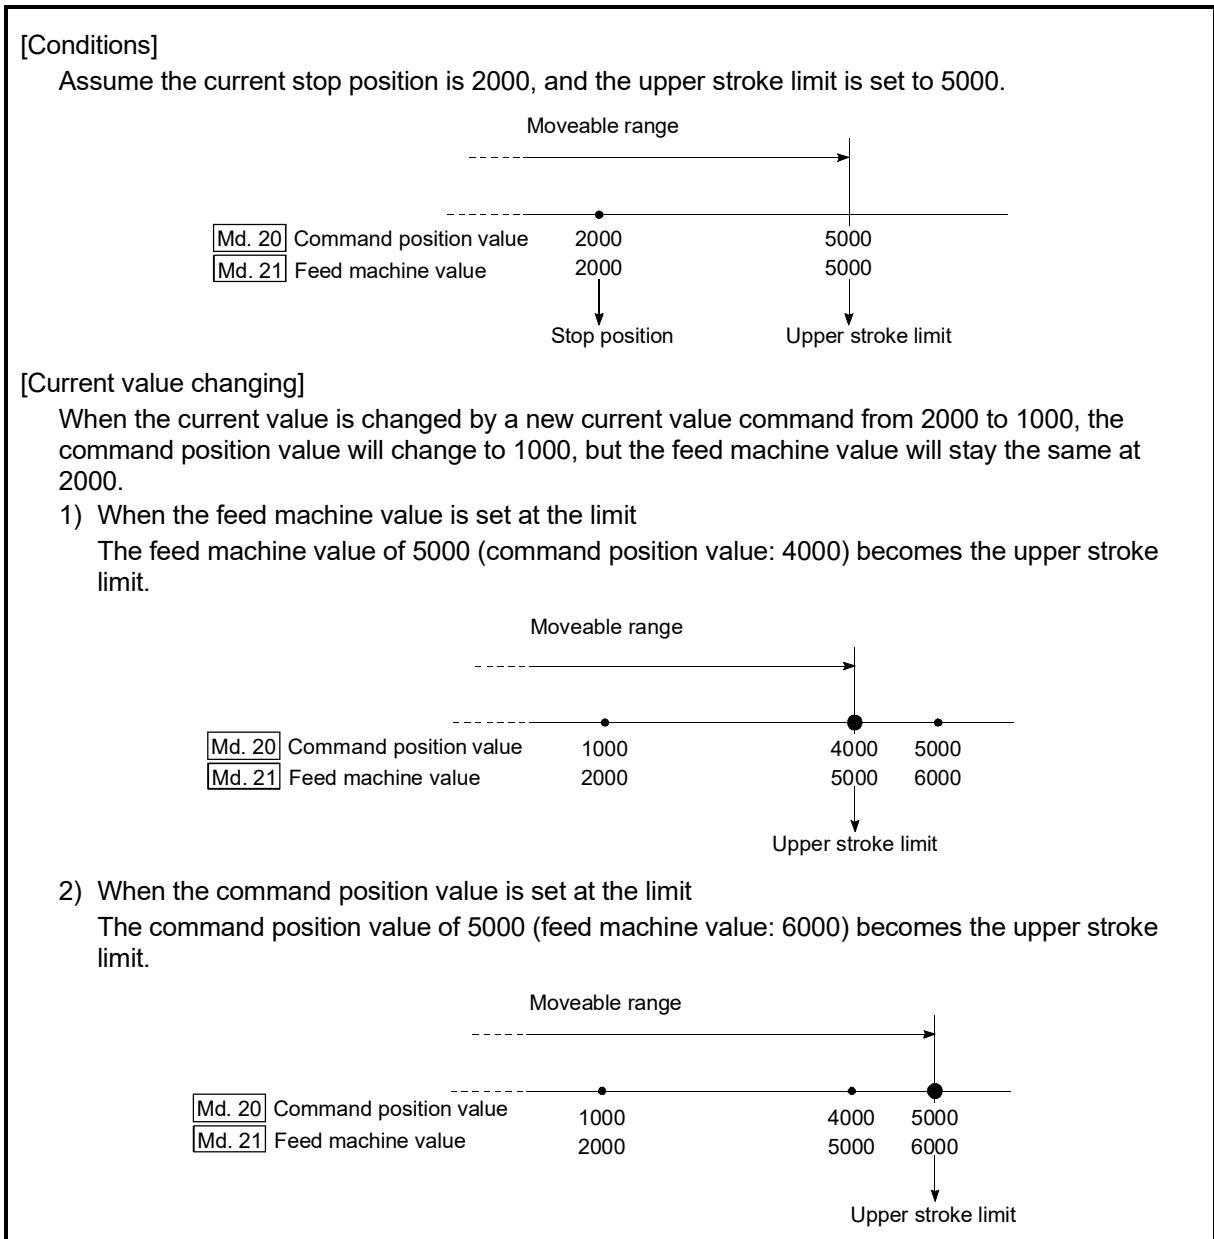 [Conditions]
Assume the current stop position is 2000, and the upper stroke limit is set to 5000.
Moveable range
Md. 20 Command position value 2000 5000
Md. 21 Feed machine value 2000 5000
Stop position Upper stroke limit
[Current value changing]
When the current value is changed by a new current value command from 2000 to 1000, the
command position value will change to 1000, but the feed machine value will stay the same at
2000.
1) When the feed machine value is set at the limit
The feed machine value of 5000 (command position value: 4000) becomes the upper stroke
limit.
Moveable range
Md. 20 Command position value 1000 4000 5000
Md. 21 Feed machine value 2000 5000 6000
Upper stroke limit
2) When the command position value is set at the limit
The command position value of 5000 (feed machine value: 6000) becomes the upper stroke
limit.
Moveable range
Md. 20 Command position value 1000 4000 5000
Md. 21 Feed machine value 2000 5000 6000
Upper stroke limit